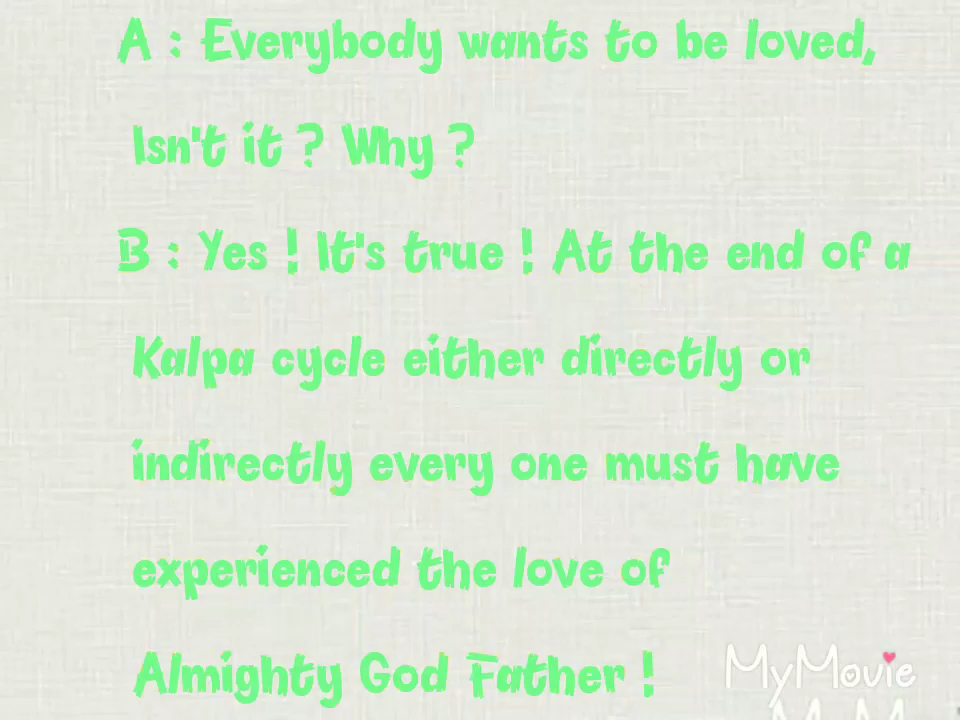 A : Everybody wants to be loved,
Isn't it ? Why ?
B : Yes ! It's true ! At the end of a
Kalpa cycle either directly or
indirectly every one must have
experienced the love of
Almighty God Father !
MyMovie